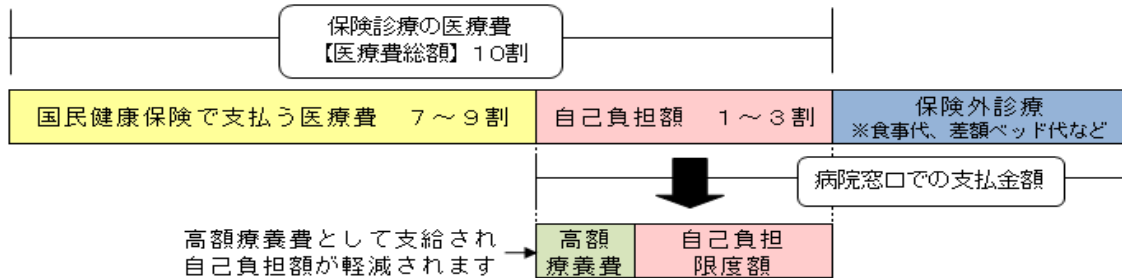 保険診療の医療費
【医療費総額】10割
国民健康保険で支払う医療費　7～9割
自己負担額　1～3割
保険外診療
※食事代、差額ベッド代など
病院窓口での支払金額
高額療養費として支給され
自己負担額が軽減されます
高額
療養費
自己負担
限度額